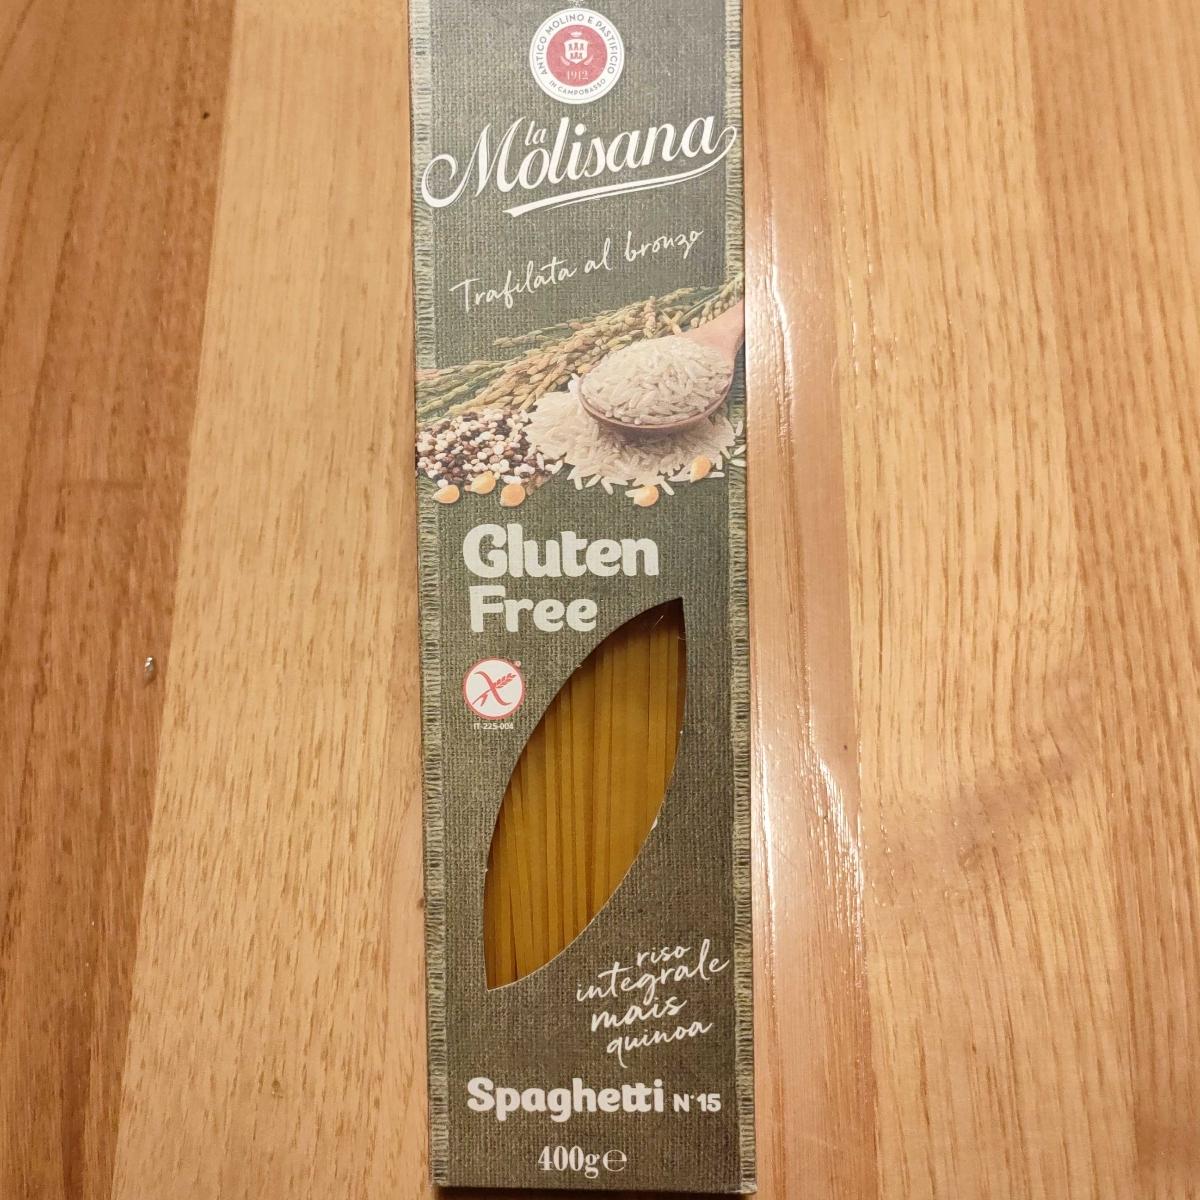 ANTICO MOLINO E PASTIFICIO
1912
IN CAMPOBASSO
la
Molisana
Trafilata al bronzo
Gluten
Free
IT-225-004
riso
integrale
mais
quinoa
Spaghetti N°15
400g℮